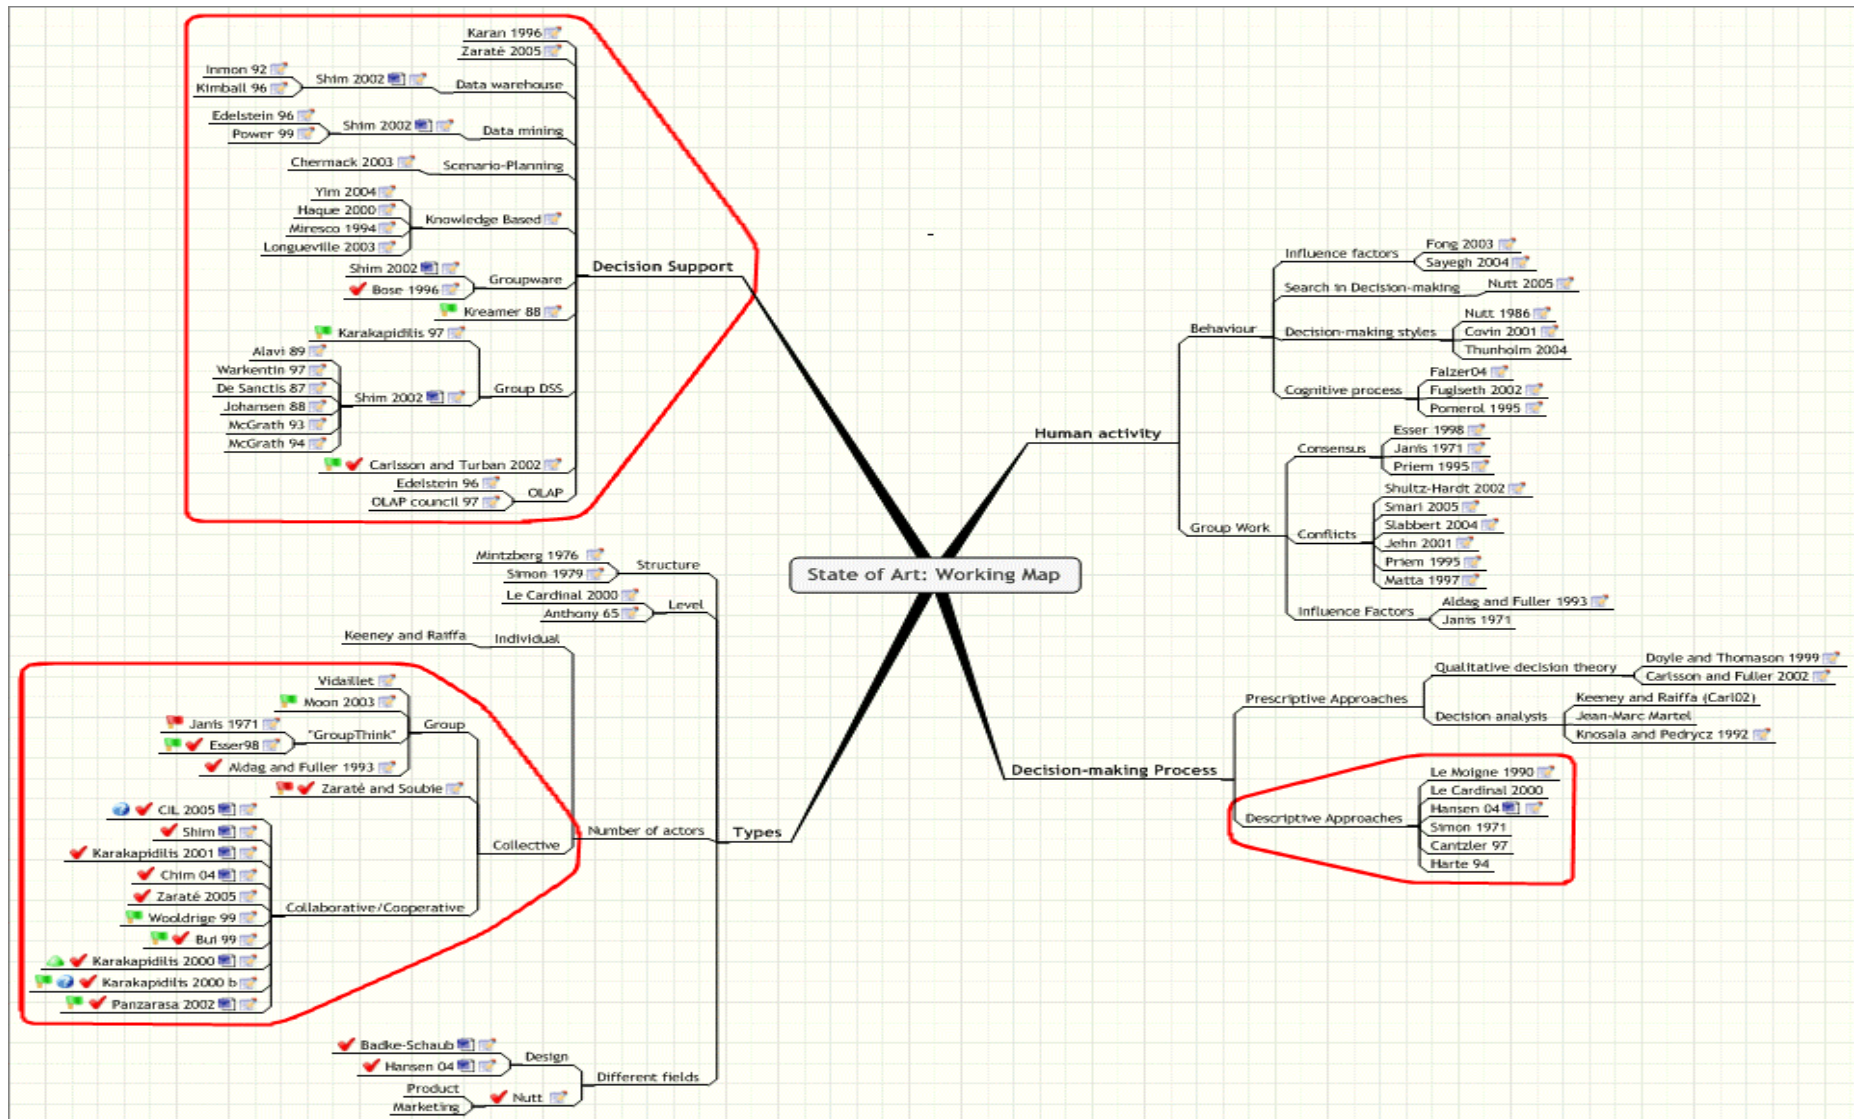 Karan 1996
Zaraté 2005
Inmon 92
Kimball 96
Shim 2002
Data warehouse
Edelstein 96
Power 99
Shim 2002
Data mining
Chermack 2003
Scenario-Planning
Yim 2004
Haque 2000
Miresco 1994
Longueville 2003
Knowledge Based
Shim 2002
Bose 1996
Groupware
Kreamer 88
Karakapidilis 97
Alavi 89
Warkentin 97
De Sanctis 87
Johansen 88
McGrath 93
McGrath 94
Shim 2002
Group DSS
Carlsson and Turban 2002
Edelstein 96
OLAP council 97
OLAP
Decision Support
State of Art: Working Map
Human activity
Behaviour
Influence factors
Fong 2003
Sayegh 2004
Search in Decision-making
Nutt 2005
Decision-making styles
Nutt 1986
Covin 2001
Thunholm 2004
Cognitive process
Falzer04
Fuglseth 2002
Pomerol 1995
Group Work
Consensus
Esser 1998
Janis 1971
Priem 1995
Conflicts
Shultz-Hardt 2002
Smari 2005
Slabbert 2004
Jehn 2001
Priem 1995
Matta 1997
Influence Factors
Aldag and Fuller 1993
Janis 1971
Decision-making Process
Prescriptive Approaches
Qualitative decision theory
Doyle and Thomason 1999
Carlsson and Fuller 2002
Decision analysis
Keeney and Raiffa (Carl02)
Jean-Marc Martel
Knosala and Pedrycz 1992
Descriptive Approaches
Le Moigne 1990
Le Cardinal 2000
Hansen 04
Simon 1971
Cantzler 97
Harte 94
Types
Mintzberg 1976
Simon 1979
Structure
Le Cardinal 2000
Anthony 65
Level
Keeney and Raiffa
Individual
Number of actors
Vidaillet
Moon 2003
Janis 1971
Esser98
"GroupThink"
Aldag and Fuller 1993
Group
Zaraté and Soubie
Collective
CIL 2005
Shim
Karakapidilis 2001
Chim 04
Zaraté 2005
Wooldrige 99
Bui 99
Karakapidilis 2000
Karakapidilis 2000 b
Panzarasa 2002
Collaborative/Cooperative
Badke-Schaub
Hansen 04
Design
Product
Marketing
Nutt
Different fields